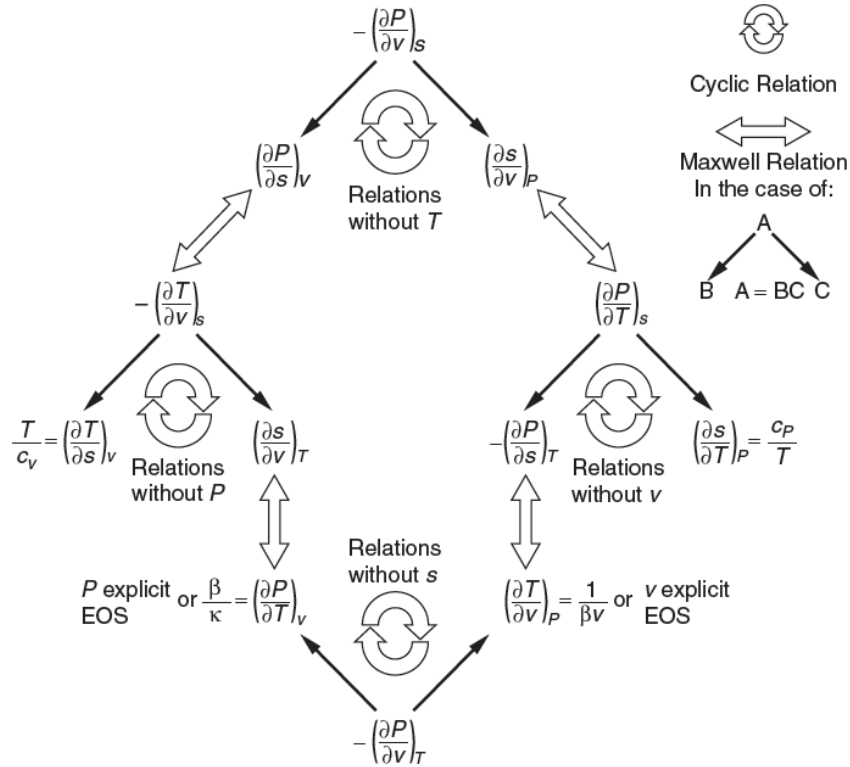 − (∂P/∂v)_S
Cyclic Relation
(∂P/∂s)_V
(∂s/∂v)_P
Relations
without T
Maxwell Relation
In the case of:
A
B A = BC C
− (∂T/∂v)_s
(∂P/∂T)_s
T/c_v = (∂T/∂s)_v
(∂s/∂v)_T
Relations
without P
-(∂P/∂s)_T
(∂s/∂T)_P = c_P/T
Relations
without v
Relations
without s
P explicit
EOS
or β/κ = (∂P/∂T)_v
(∂T/∂v)_P = 1/βv or
v explicit
EOS
− (∂P/∂v)_T